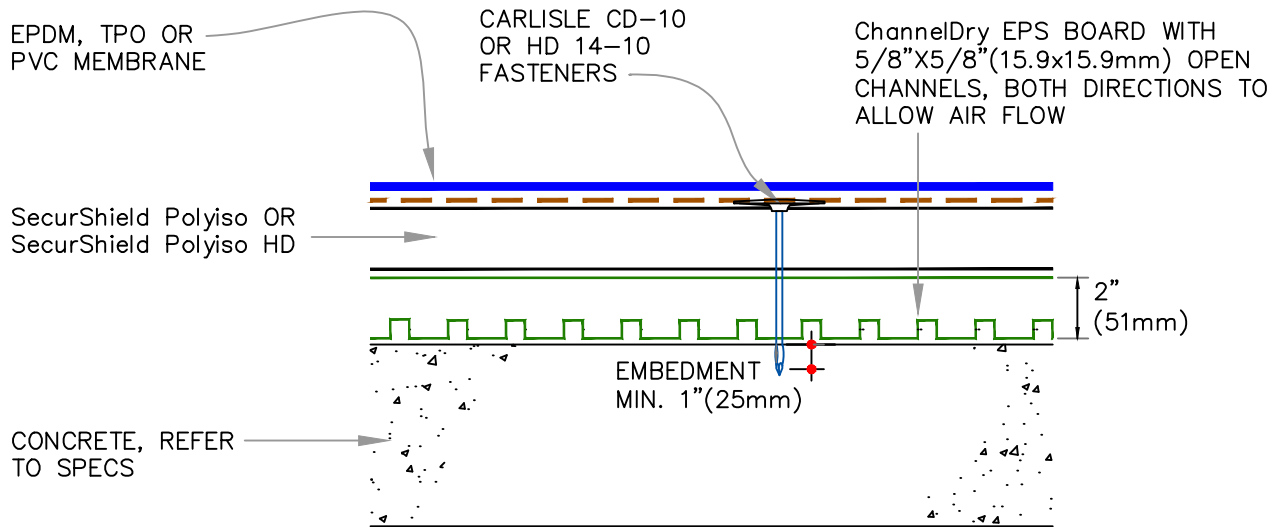 EPDM, TPO OR
PVC MEMBRANE
CARLISLE CD-10
OR HD 14-10
FASTENERS
ChannelDry EPS BOARD WITH
5/8"X5/8"(15.9x15.9mm) OPEN
CHANNELS, BOTH DIRECTIONS TO
ALLOW AIR FLOW
SecurShield Polyiso OR
SecurShield Polyiso HD
2"
(51mm)
EMBEDMENT
MIN. 1"(25mm)
CONCRETE, REFER
TO SPECS